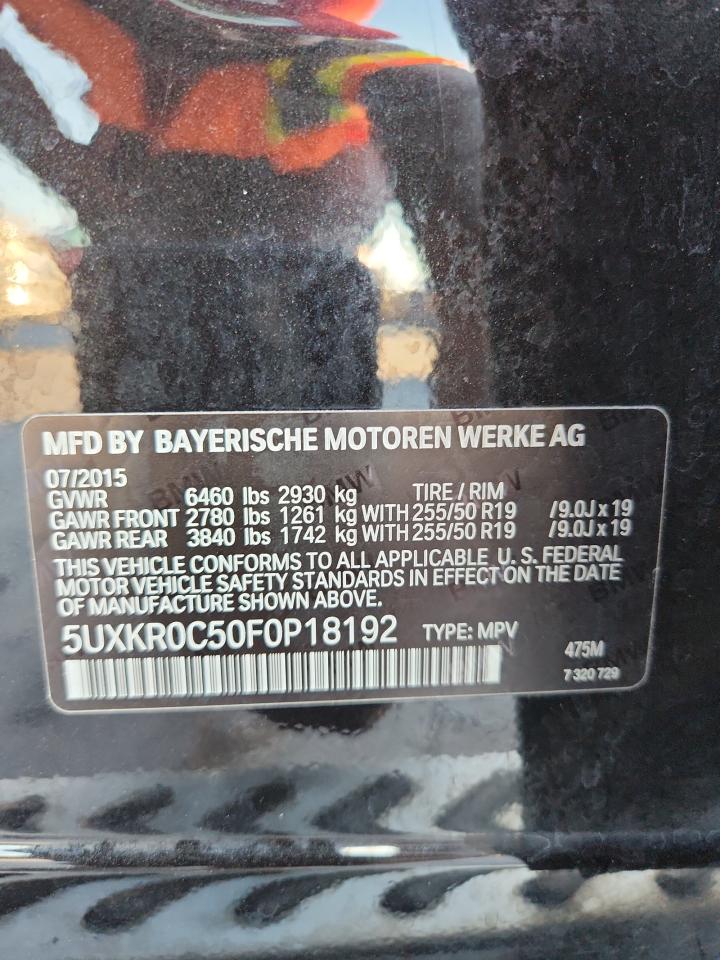 MFD BY BAYERISCHE MOTOREN WERKE AG
07/2015
GVWR 6460 lbs 2930 kg TIRE / RIM
GAWR FRONT 2780 lbs 1261 kg WITH 255/50 R19 /9.0J x 19
GAWR REAR 3840 lbs 1742 kg WITH 255/50 R19 /9.0J x 19
THIS VEHICLE CONFORMS TO ALL APPLICABLE U. S. FEDERAL
MOTOR VEHICLE SAFETY STANDARDS IN EFFECT ON THE DATE
OF MANUFACTURE SHOWN ABOVE.
5UXKR0C50F0P18192 TYPE: MPV 475M
7 320 729